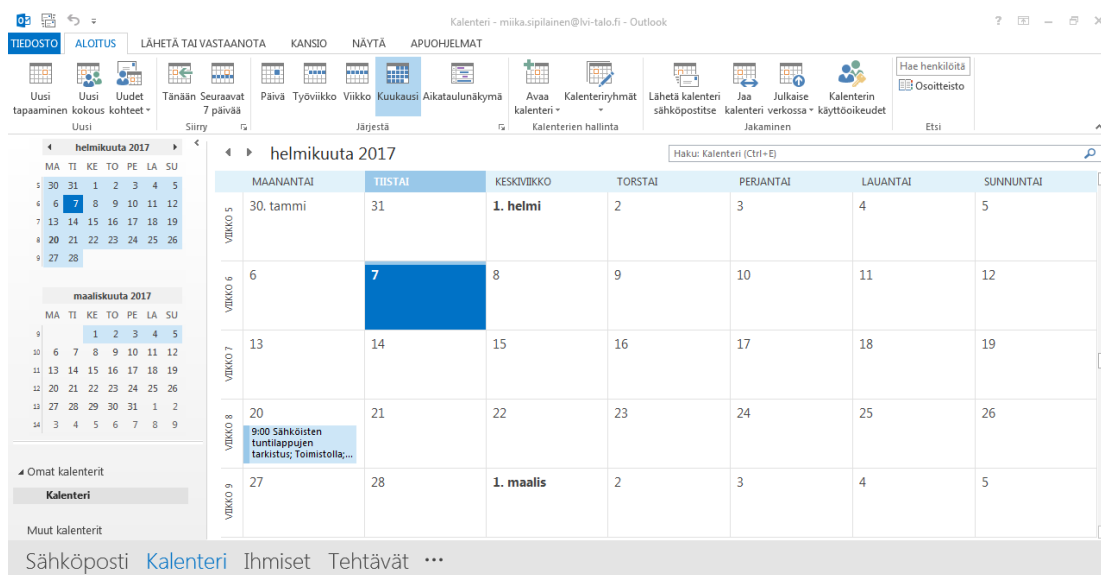 Kalenteri - miika.sipilainen@lvi-talo.fi - Outlook
TIEDOSTO ALOITUS LÄHETÄ TAI VASTAANOTA KANSIO NÄYTÄ APUOHJELMAT
Uusi tapaaminen
Uusi kokous
Uudet kohteet
Uusi
Tänään
Seuraavat 7 päivää
Siirry
Päivä Työviikko Viikko Kuukausi Aikataulunäkymä
Järjestä
Avaa kalenteri
Kalenteriryhmät
Kalenterien hallinta
Lähetä kalenteri sähköpostitse
Jaa kalenteri
Julkaise verkossa
Kalenterin käyttöoikeudet
Jakaminen
Hae henkilöitä
Osoitteisto
Etsi
helmikuuta 2017
MA TI KE TO PE LA SU
5 30 31 1 2 3 4 5
6 6 7 8 9 10 11 12
7 13 14 15 16 17 18 19
8 20 21 22 23 24 25 26
9 27 28
maaliskuuta 2017
MA TI KE TO PE LA SU
9 1 2 3 4 5
10 6 7 8 9 10 11 12
11 13 14 15 16 17 18 19
12 20 21 22 23 24 25 26
13 27 28 29 30 31 1 2
14 3 4 5 6 7 8 9
Omat kalenterit
Kalenteri
Muut kalenterit
helmikuuta 2017
Haku: Kalenteri (Ctrl+E)
MAANANTAI TIISTAI KESKIVIIKKO TORSTAI PERJANTAI LAUANTAI SUNNUNTAI
VIIKKO 5
30. tammi 31 1. helmi 2 3 4 5
VIIKKO 6
6 7 8 9 10 11 12
VIIKKO 7
13 14 15 16 17 18 19
VIIKKO 8
20 21 22 23 24 25 26
9:00 Sähköisten
tuntilappujen
tarkistus; Toimistolla;...
VIIKKO 9
27 28 1. maalis 2 3 4 5
Sähköposti Kalenteri Ihmiset Tehtävät ···